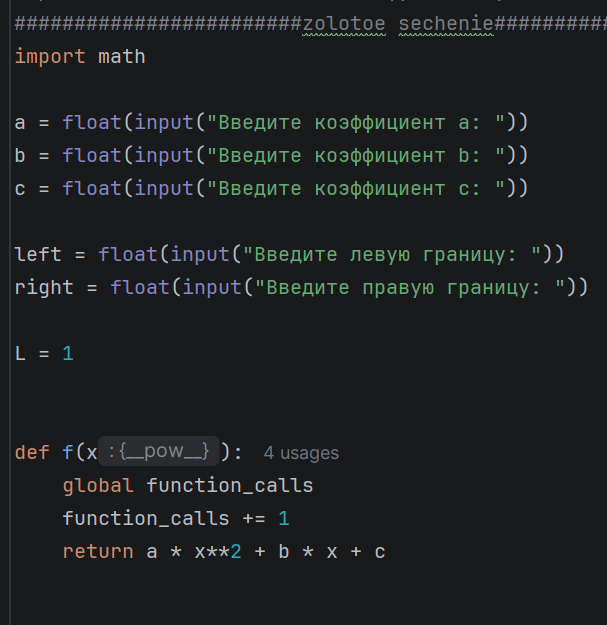 ########################zolotoe sechenie##########
import math
a = float(input("Введите коэффициент a: "))
b = float(input("Введите коэффициент b: "))
c = float(input("Введите коэффициент c: "))
left = float(input("Введите левую границу: "))
right = float(input("Введите правую границу: "))
L = 1
def f(x :{__pow__}): 4 usages
global function_calls
function_calls += 1
return a * x**2 + b * x + c